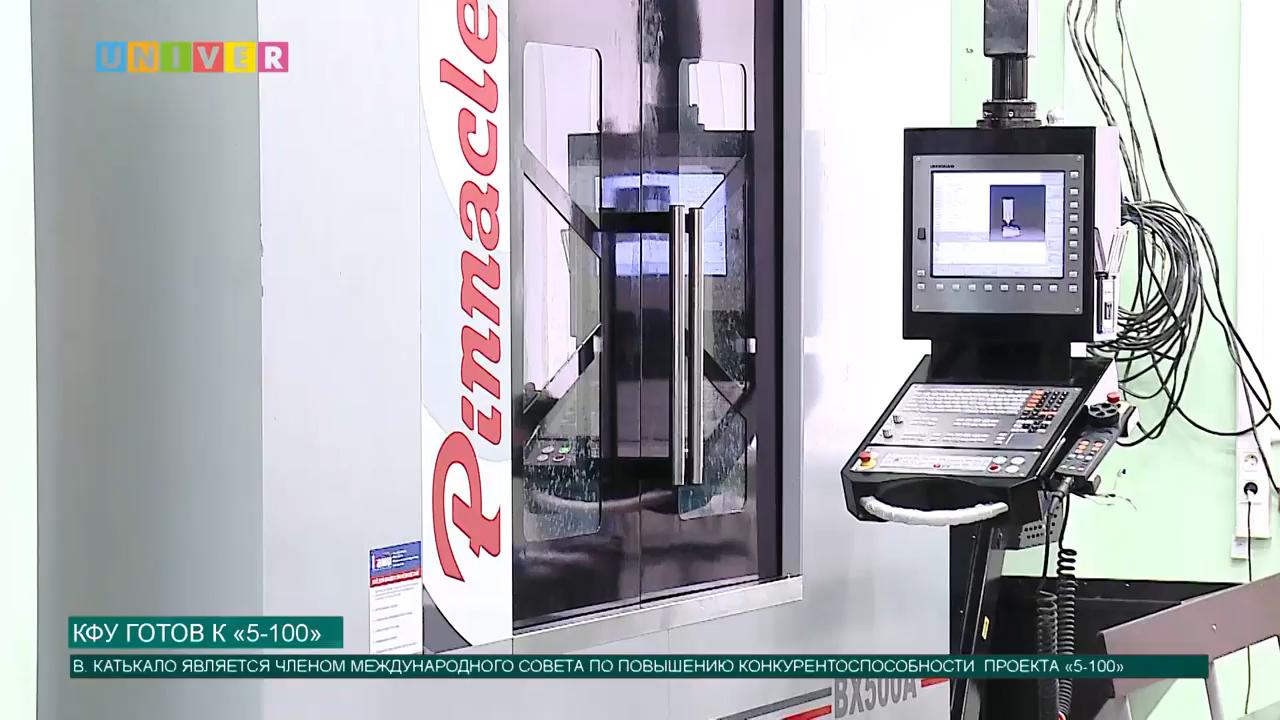 UNIVER
Pinnacle
КФУ ГОТОВ К «5-100»
В. КАТЬКАЛО ЯВЛЯЕТСЯ ЧЛЕНОМ МЕЖДУНАРОДНОГО СОВЕТА ПО ПОВЫШЕНИЮ КОНКУРЕНТОСПОСОБНОСТИ ПРОЕКТА «5-100»
BX500A